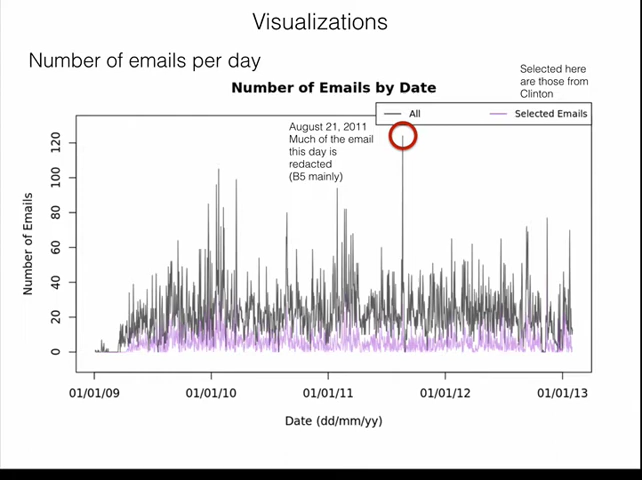 Visualizations
Number of emails per day
Selected here
are those from
Clinton
Number of Emails by Date
All
Selected Emails
August 21, 2011
Much of the email
this day is
redacted
(B5 mainly)
Number of Emails
120
100
80
60
40
20
0
01/01/09
01/01/10
01/01/11
01/01/12
01/01/13
Date (dd/mm/yy)